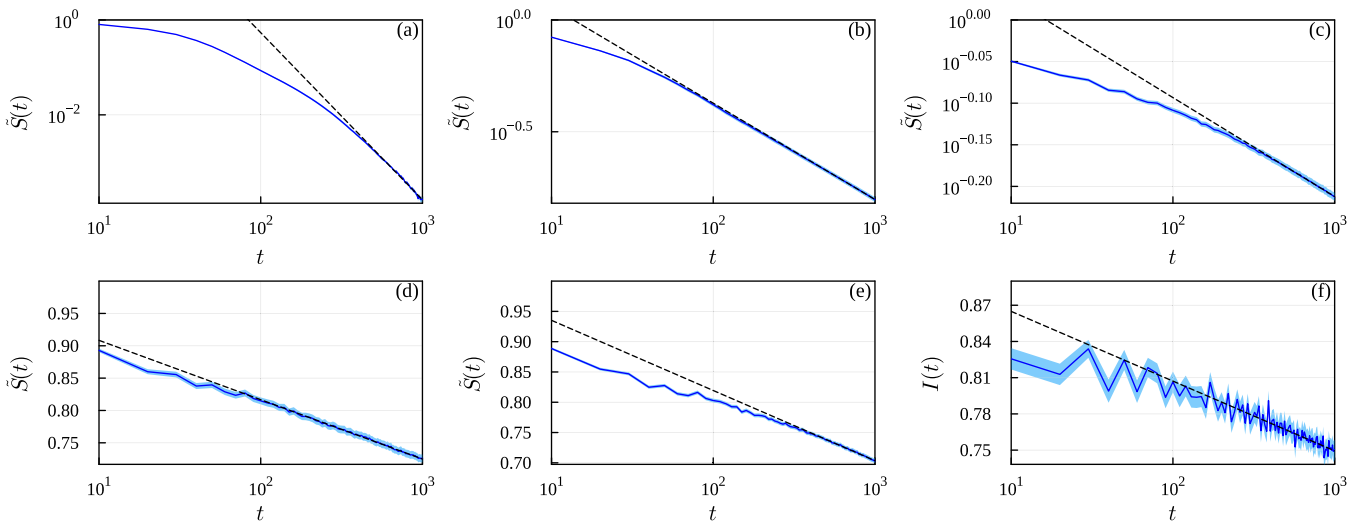 (a)
10^0
10^−2
S̃(t)
10^1 10^2 10^3
t
(b)
10^0.0
10^−0.5
S̃(t)
10^1 10^2 10^3
t
(c)
10^0.00
10^−0.05
10^−0.10
10^−0.15
10^−0.20
S̃(t)
10^1 10^2 10^3
t
(d)
0.95
0.90
0.85
0.80
0.75
S̃(t)
10^1 10^2 10^3
t
(e)
0.95
0.90
0.85
0.80
0.75
0.70
S̃(t)
10^1 10^2 10^3
t
(f)
0.87
0.84
0.81
0.78
0.75
I(t)
10^1 10^2 10^3
t